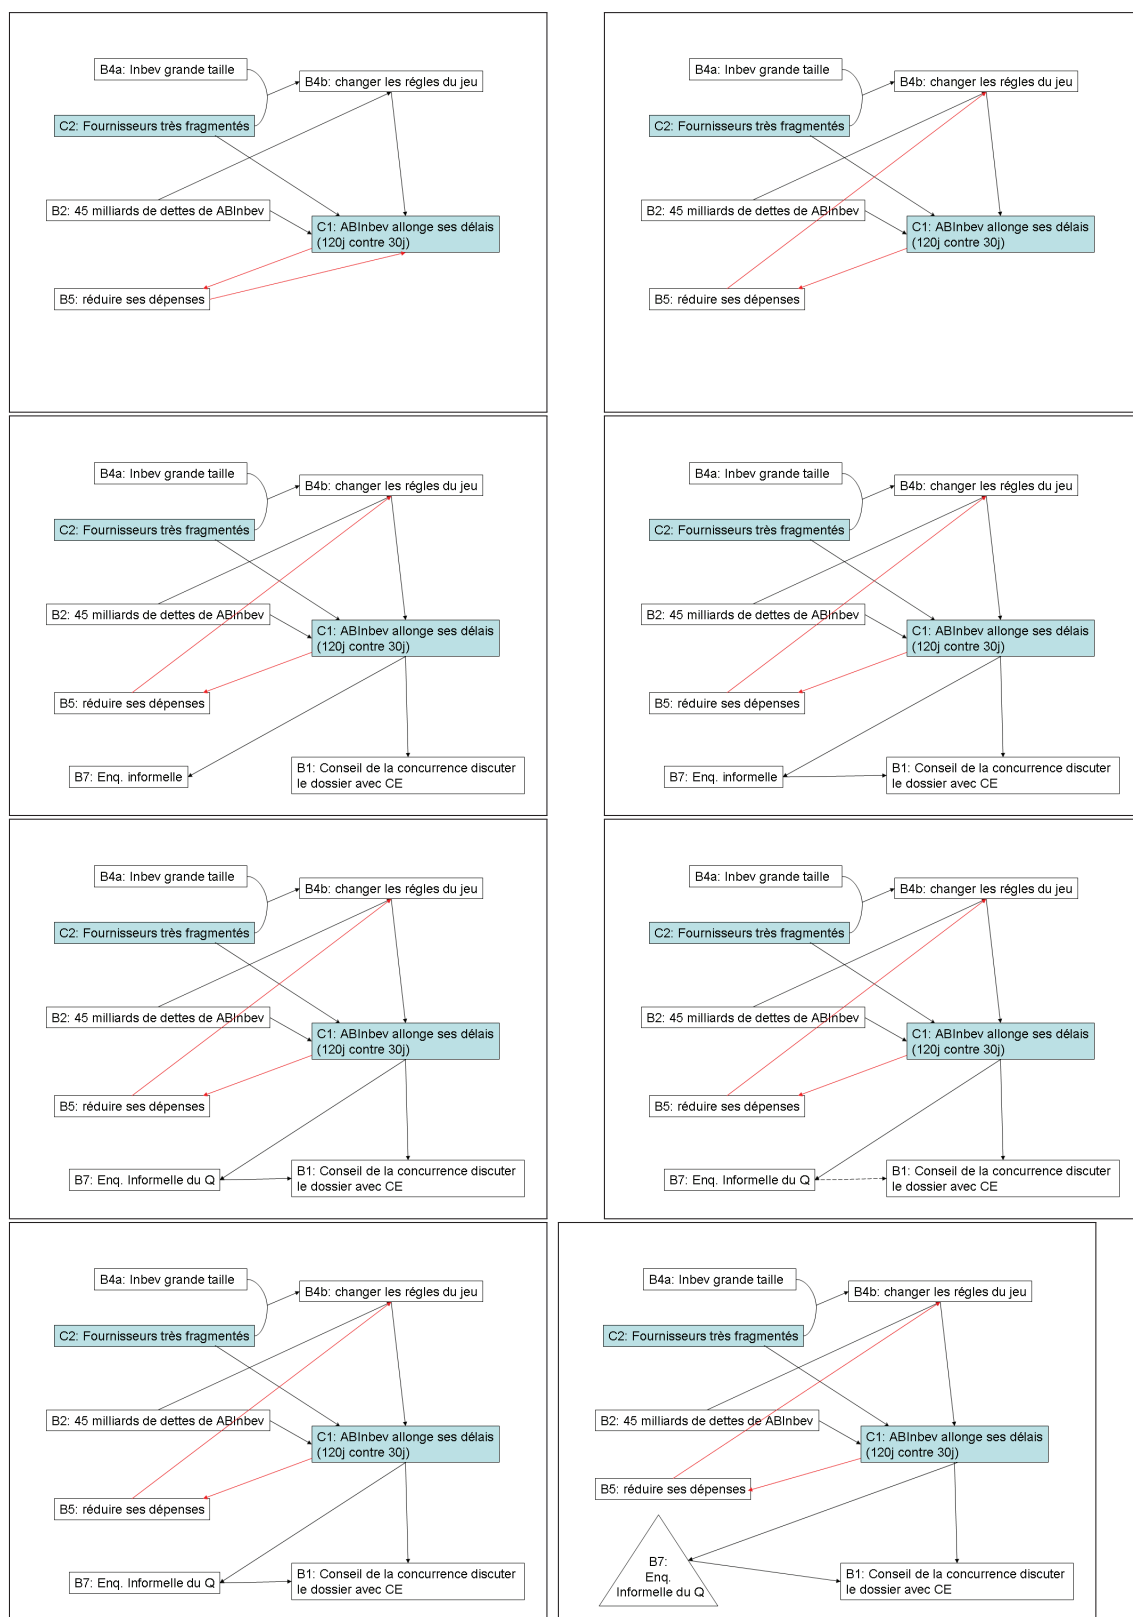 B4a: Inbev grande taille
B4b: changer les régles du jeu
C2: Fournisseurs très fragmentés
B2: 45 milliards de dettes de ABInbev
C1: ABInbev allonge ses délais
(120j contre 30j)
B5: réduire ses dépenses
B4a: Inbev grande taille
B4b: changer les régles du jeu
C2: Fournisseurs très fragmentés
B2: 45 milliards de dettes de ABInbev
C1: ABInbev allonge ses délais
(120j contre 30j)
B5: réduire ses dépenses
B4a: Inbev grande taille
B4b: changer les régles du jeu
C2: Fournisseurs très fragmentés
B2: 45 milliards de dettes de ABInbev
C1: ABInbev allonge ses délais
(120j contre 30j)
B5: réduire ses dépenses
B7: Enq. informelle
B1: Conseil de la concurrence discuter
le dossier avec CE
B4a: Inbev grande taille
B4b: changer les régles du jeu
C2: Fournisseurs très fragmentés
B2: 45 milliards de dettes de ABInbev
C1: ABInbev allonge ses délais
(120j contre 30j)
B5: réduire ses dépenses
B7: Enq. informelle
B1: Conseil de la concurrence discuter
le dossier avec CE
B4a: Inbev grande taille
B4b: changer les régles du jeu
C2: Fournisseurs très fragmentés
B2: 45 milliards de dettes de ABInbev
C1: ABInbev allonge ses délais
(120j contre 30j)
B5: réduire ses dépenses
B7: Enq. Informelle du Q
B1: Conseil de la concurrence discuter
le dossier avec CE
B4a: Inbev grande taille
B4b: changer les régles du jeu
C2: Fournisseurs très fragmentés
B2: 45 milliards de dettes de ABInbev
C1: ABInbev allonge ses délais
(120j contre 30j)
B5: réduire ses dépenses
B7: Enq. Informelle du Q
B1: Conseil de la concurrence discuter
le dossier avec CE
B4a: Inbev grande taille
B4b: changer les régles du jeu
C2: Fournisseurs très fragmentés
B2: 45 milliards de dettes de ABInbev
C1: ABInbev allonge ses délais
(120j contre 30j)
B5: réduire ses dépenses
B7: Enq. Informelle du Q
B1: Conseil de la concurrence discuter
le dossier avec CE
B4a: Inbev grande taille
B4b: changer les régles du jeu
C2: Fournisseurs très fragmentés
B2: 45 milliards de dettes de ABInbev
C1: ABInbev allonge ses délais
(120j contre 30j)
B5: réduire ses dépenses
B7:
Enq.
Informelle du Q
B1: Conseil de la concurrence discuter
le dossier avec CE